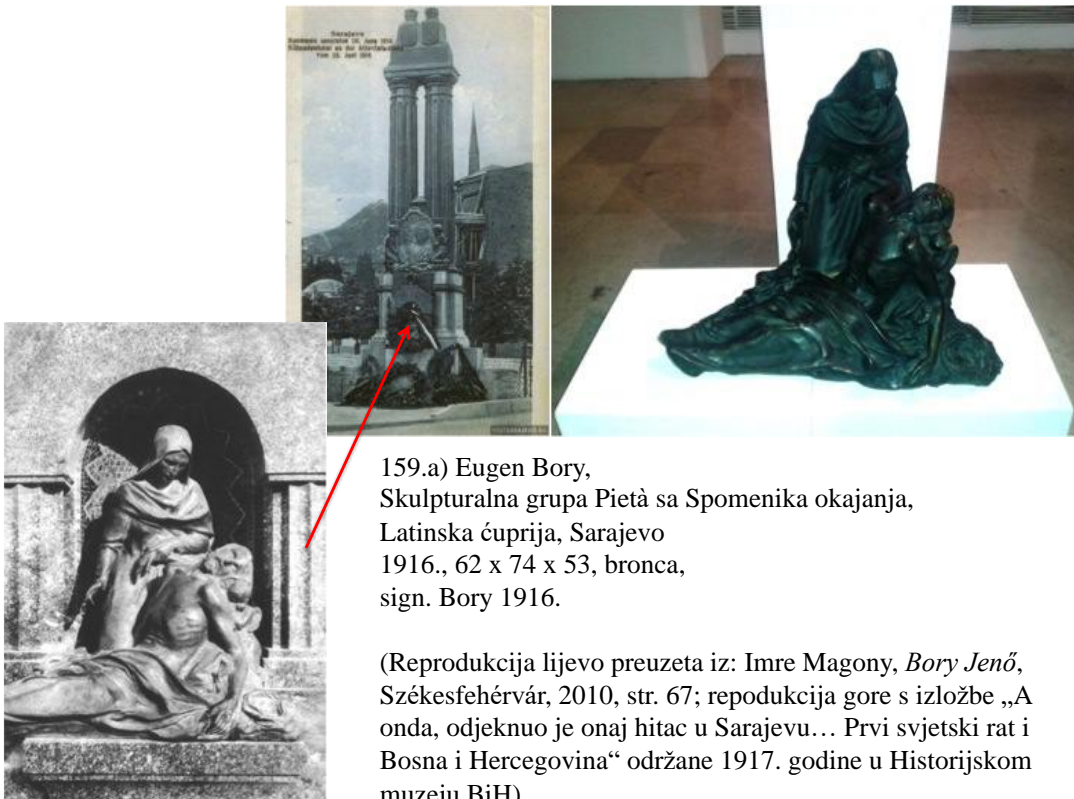 Sarajevo
159.a) Eugen Bory,
Skulpturalna grupa Pietà sa Spomenika okajanja,
Latinska ćuprija, Sarajevo
1916., 62 x 74 x 53, bronca,
sign. Bory 1916.
(Reprodukcija lijevo preuzeta iz: Imre Magony, Bory Jenő,
Székesfehérvár, 2010, str. 67; repodukcija gore s izložbe „A
onda, odjeknuo je onaj hitac u Sarajevu… Prvi svjetski rat i
Bosna i Hercegovina“ održane 1917. godine u Historijskom
muzeju BiH)